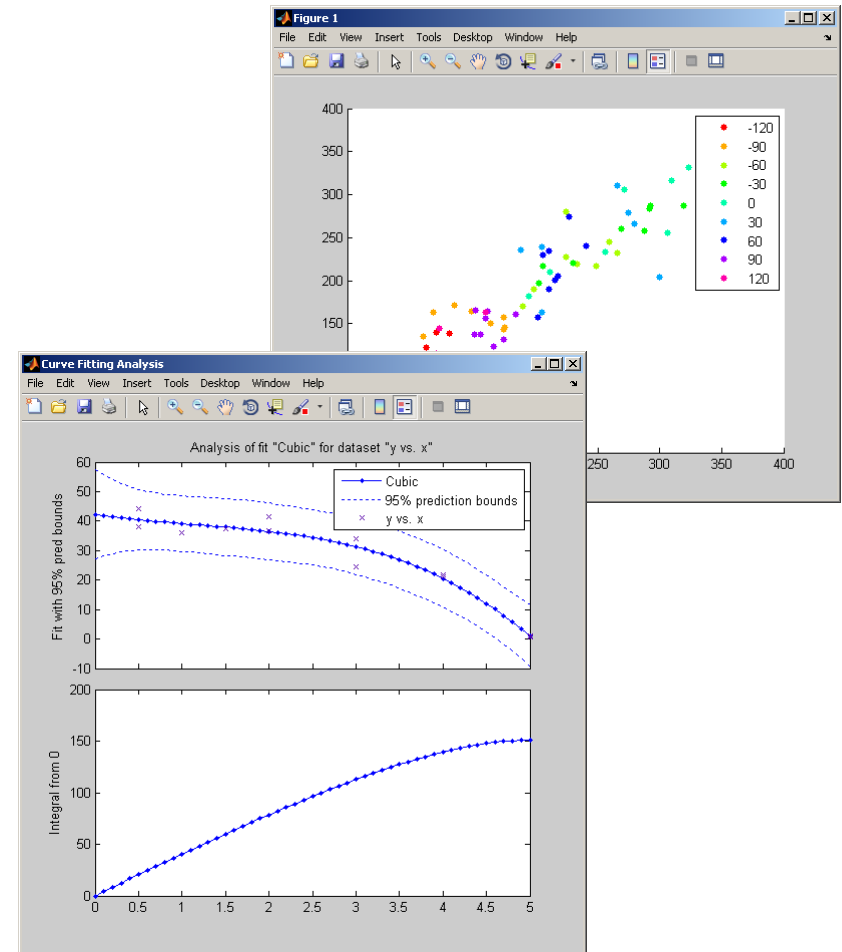 Figure 1
File Edit View Insert Tools Desktop Window Help
400
350
300
250
200
150
-120
-90
-60
-30
0
30
60
90
120
250 300 350 400
Curve Fitting Analysis
File Edit View Insert Tools Desktop Window Help
Analysis of fit "Cubic" for dataset "y vs. x"
Fit with 95% pred bounds
60
50
40
30
20
10
0
-10
Cubic
95% prediction bounds
y vs. x
Integral from 0
200
150
100
50
0
0 0.5 1 1.5 2 2.5 3 3.5 4 4.5 5